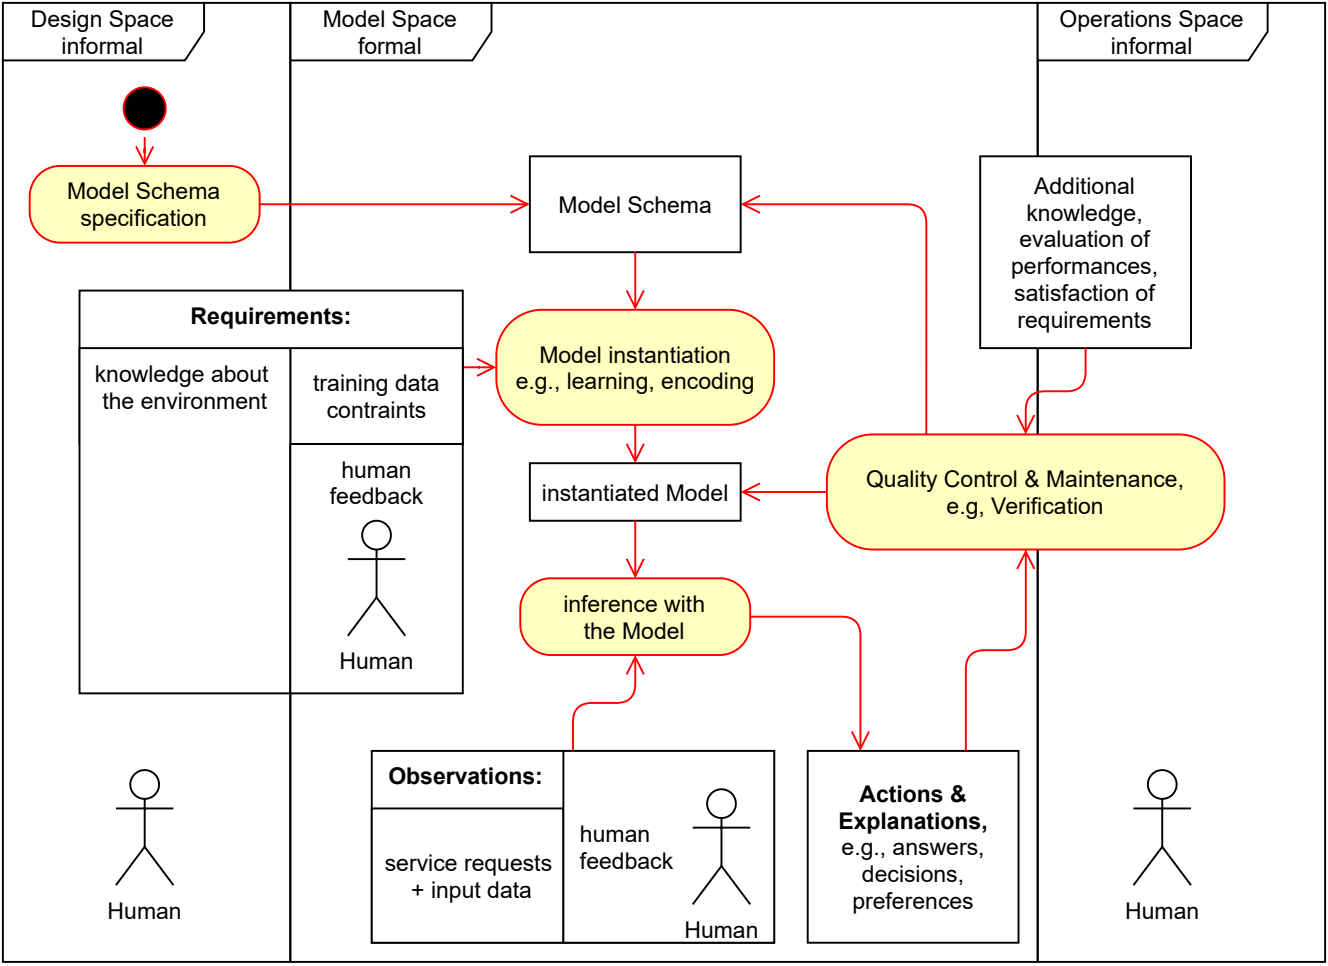 Design Space
informal
Model Space
formal
Operations Space
informal
Model Schema
specification
Model Schema
Additional
knowledge,
evaluation of
performances,
satisfaction of
requirements
Requirements:
knowledge about
the environment
training data
contraints
human
feedback
Human
Model instantiation
e.g., learning, encoding
instantiated Model
Quality Control & Maintenance,
e.g, Verification
inference with
the Model
Observations:
service requests
+ input data
human
feedback
Human
Actions &
Explanations,
e.g., answers,
decisions,
preferences
Human
Human